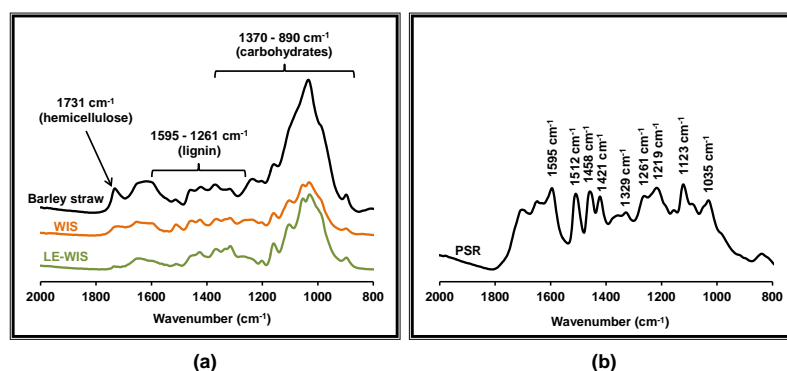 1370 - 890 cm-1
(carbohydrates)
1731 cm-1
(hemicellulose)
1595 - 1261 cm-1
(lignin)
Barley straw
WIS
LE-WIS
2000 1800 1600 1400 1200 1000 800
Wavenumber (cm-1)
(a)
1595 cm-1
1512 cm-1
1458 cm-1
1421 cm-1
1329 cm-1
1261 cm-1
1219 cm-1
1123 cm-1
1035 cm-1
PSR
2000 1800 1600 1400 1200 1000 800
Wavenumber (cm-1)
(b)